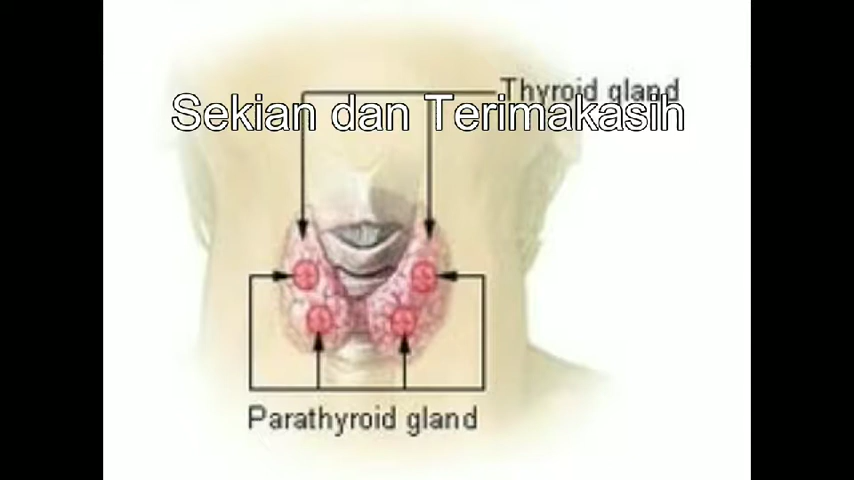 Thyroid gland
Sekian dan Terimakasih
Parathyroid gland